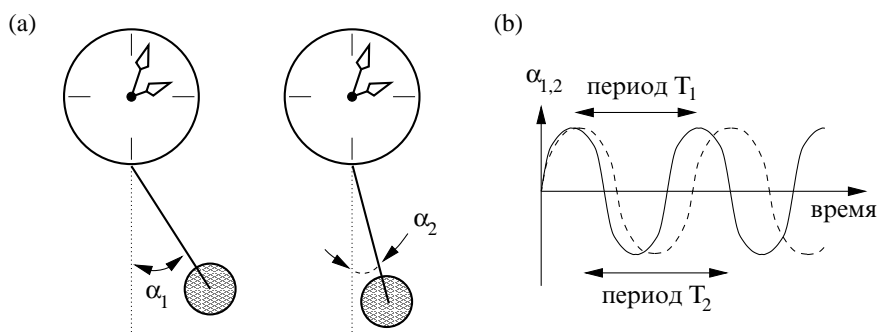 (a)
α1
α2
(b)
α1,2
период T1
время
период T2